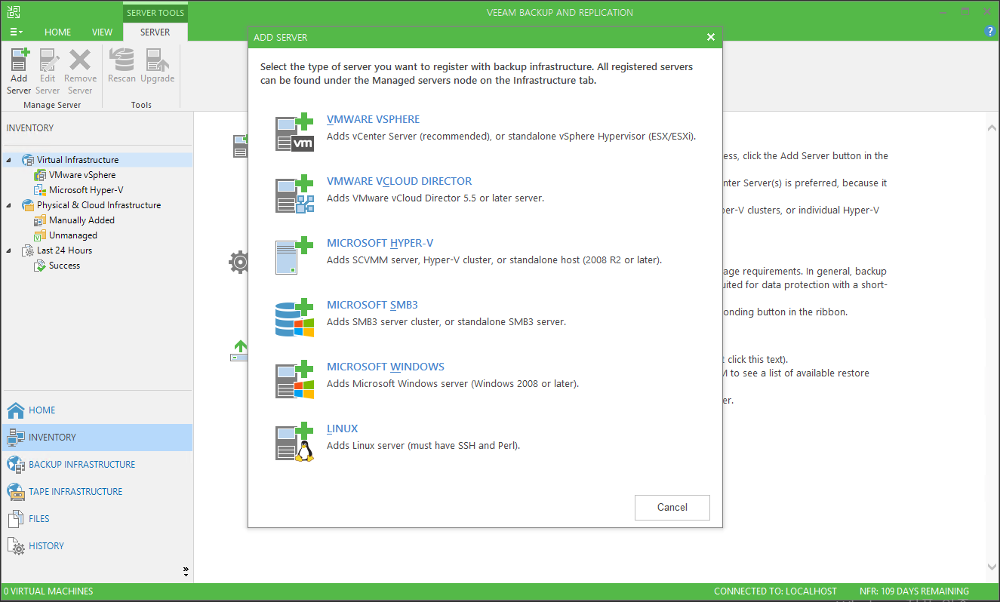 SERVER TOOLS
VEEAM BACKUP AND REPLICATION
HOME
VIEW
SERVER
Add
Server
Edit
Server
Remove
Server
Rescan
Upgrade
Manage Server
Tools
INVENTORY
Virtual Infrastructure
VMware vSphere
Microsoft Hyper-V
Physical & Cloud Infrastructure
Manually Added
Unmanaged
Last 24 Hours
Success
HOME
INVENTORY
BACKUP INFRASTRUCTURE
TAPE INFRASTRUCTURE
FILES
HISTORY
ADD SERVER
Select the type of server you want to register with backup infrastructure. All registered servers
can be found under the Managed servers node on the Infrastructure tab.
vm
VMWARE VSPHERE
Adds vCenter Server (recommended), or standalone vSphere Hypervisor (ESX/ESXi).
VMWARE VCLOUD DIRECTOR
Adds VMware vCloud Director 5.5 or later server.
MICROSOFT HYPER-V
Adds SCVMM server, Hyper-V cluster, or standalone host (2008 R2 or later).
MICROSOFT SMB3
Adds SMB3 server cluster, or standalone SMB3 server.
MICROSOFT WINDOWS
Adds Microsoft Windows server (Windows 2008 or later).
LINUX
Adds Linux server (must have SSH and Perl).
Cancel
ess, click the Add Server button in the
nter Server(s) is preferred, because it
er-V clusters, or individual Hyper-V
age requirements. In general, backup
uited for data protection with a short-
onding button in the ribbon.
t click this text).
M to see a list of available restore
er.
0 VIRTUAL MACHINES
CONNECTED TO: LOCALHOST
NFR: 109 DAYS REMAINING